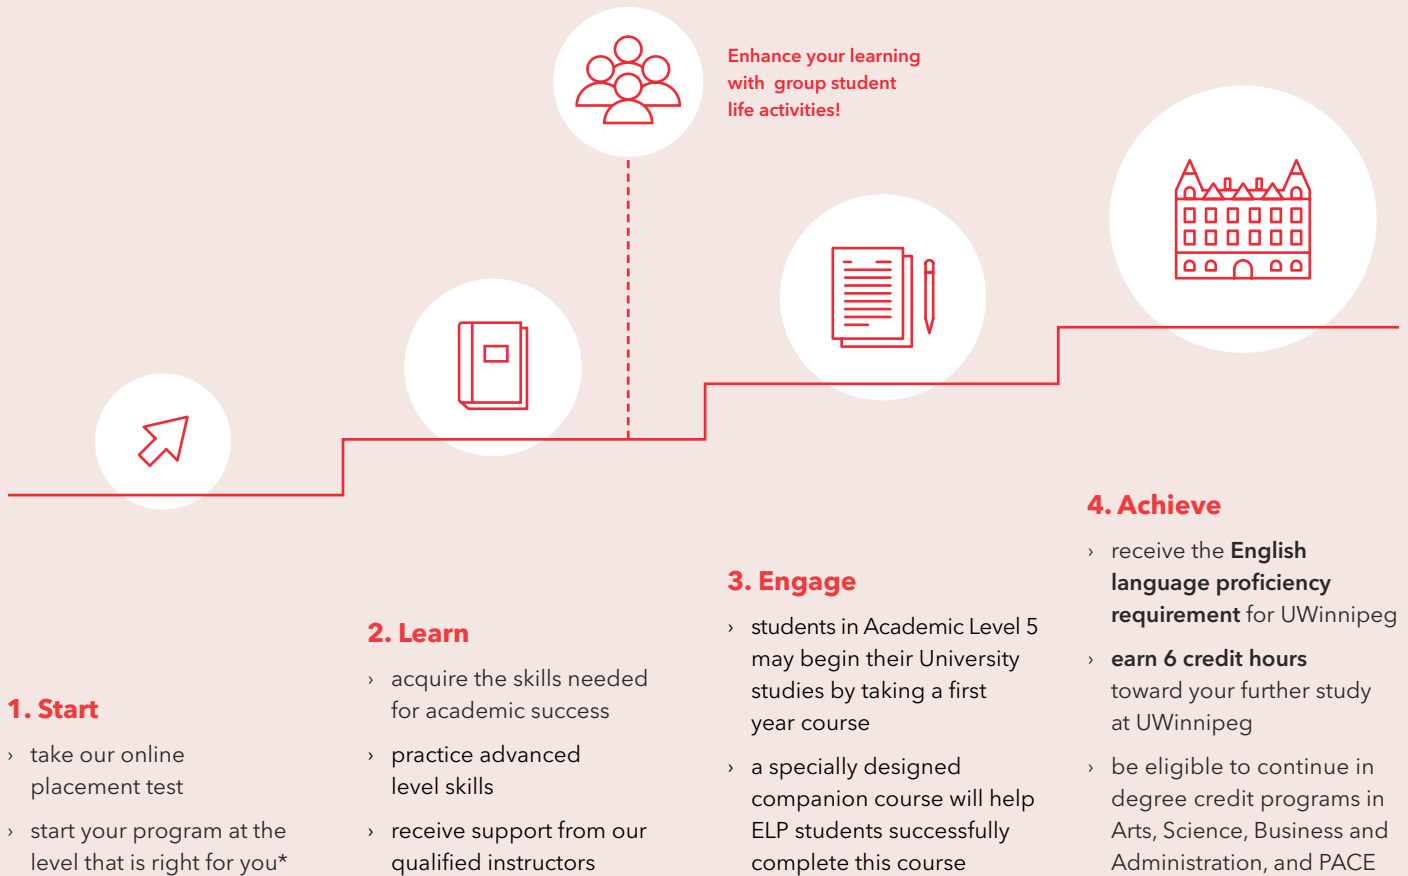 Enhance your learning
with group student
life activities!
1. Start
› take our online
placement test
› start your program at the
level that is right for you*
2. Learn
› acquire the skills needed
for academic success
› practice advanced
level skills
› receive support from our
qualified instructors
3. Engage
› students in Academic Level 5
may begin their University
studies by taking a first
year course
› a specially designed
companion course will help
ELP students successfully
complete this course
4. Achieve
› receive the English
language proficiency
requirement for UWinnipeg
› earn 6 credit hours
toward your further study
at UWinnipeg
› be eligible to continue in
degree credit programs in
Arts, Science, Business and
Administration, and PACE